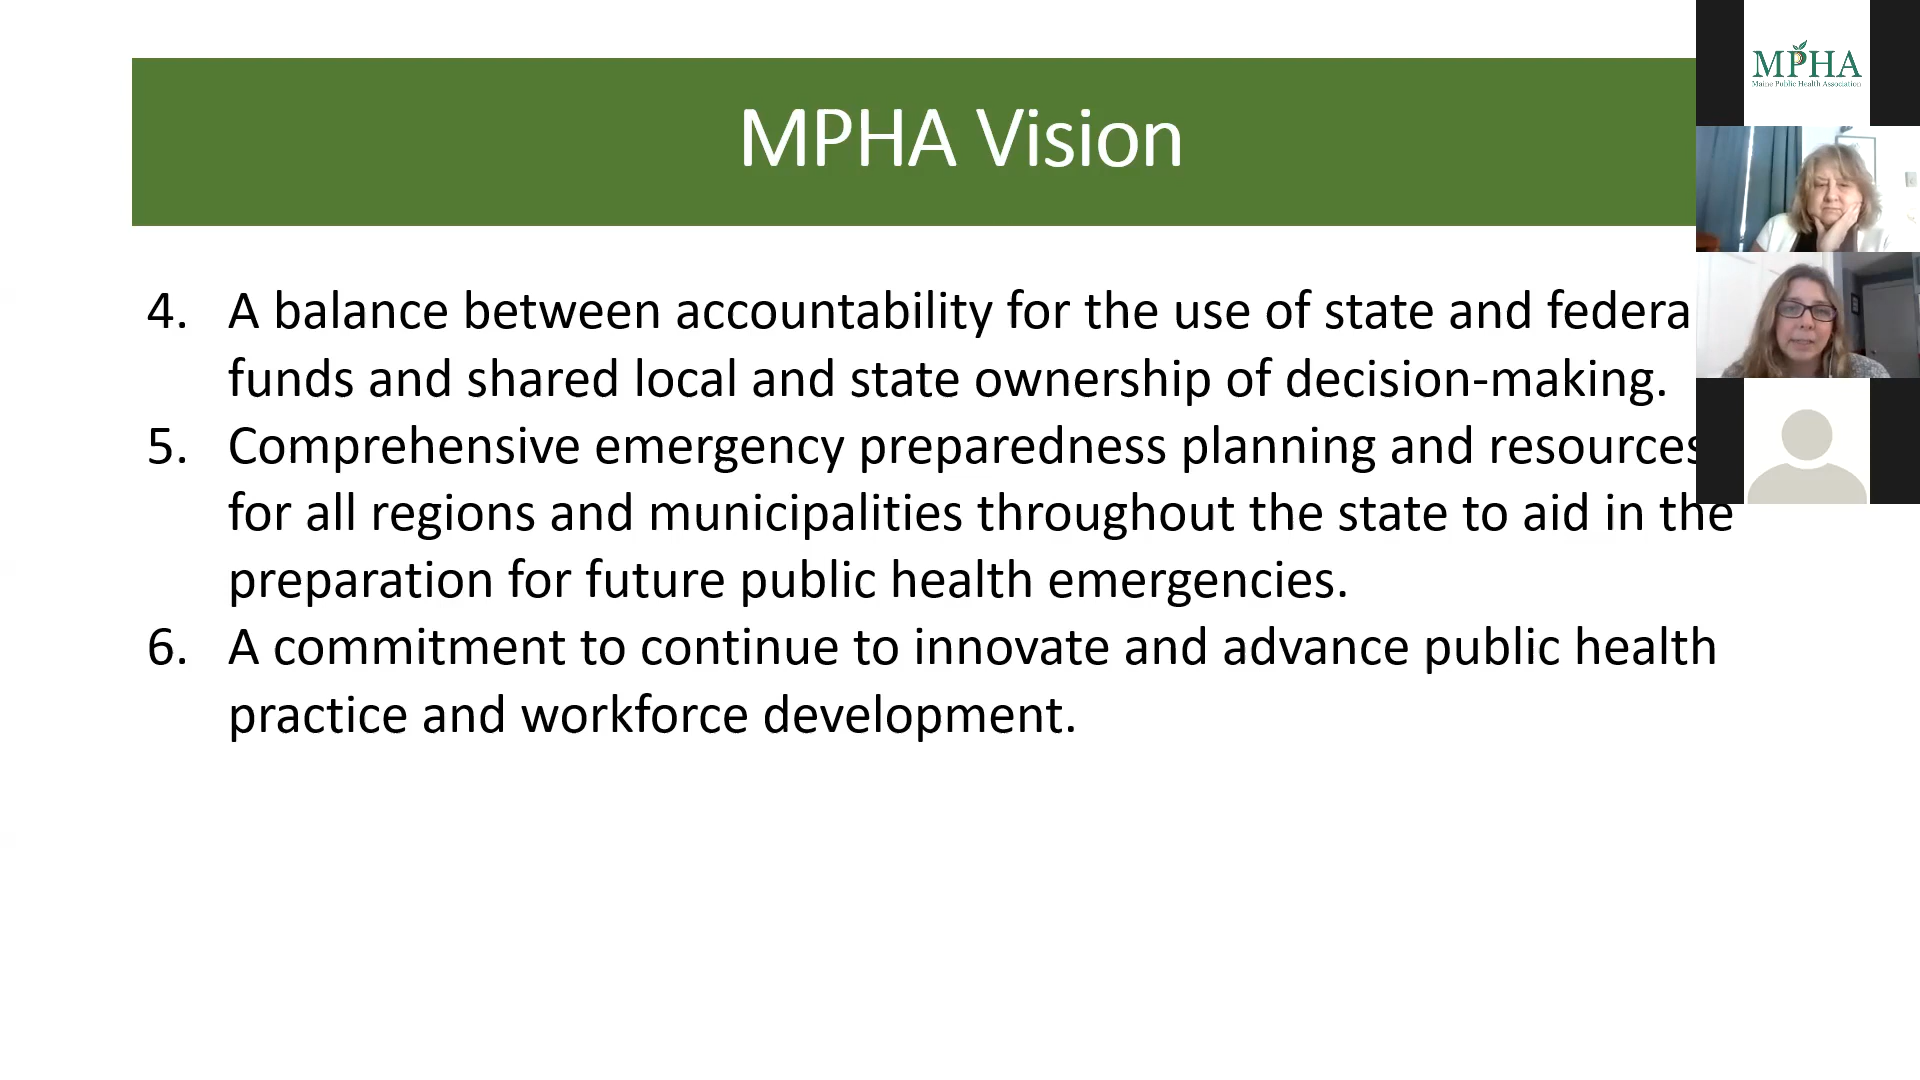 MPHA Vision
4. A balance between accountability for the use of state and federa
funds and shared local and state ownership of decision-making.
5. Comprehensive emergency preparedness planning and resources
for all regions and municipalities throughout the state to aid in the
preparation for future public health emergencies.
6. A commitment to continue to innovate and advance public health
practice and workforce development.
MPHA
Maine Public Health Association